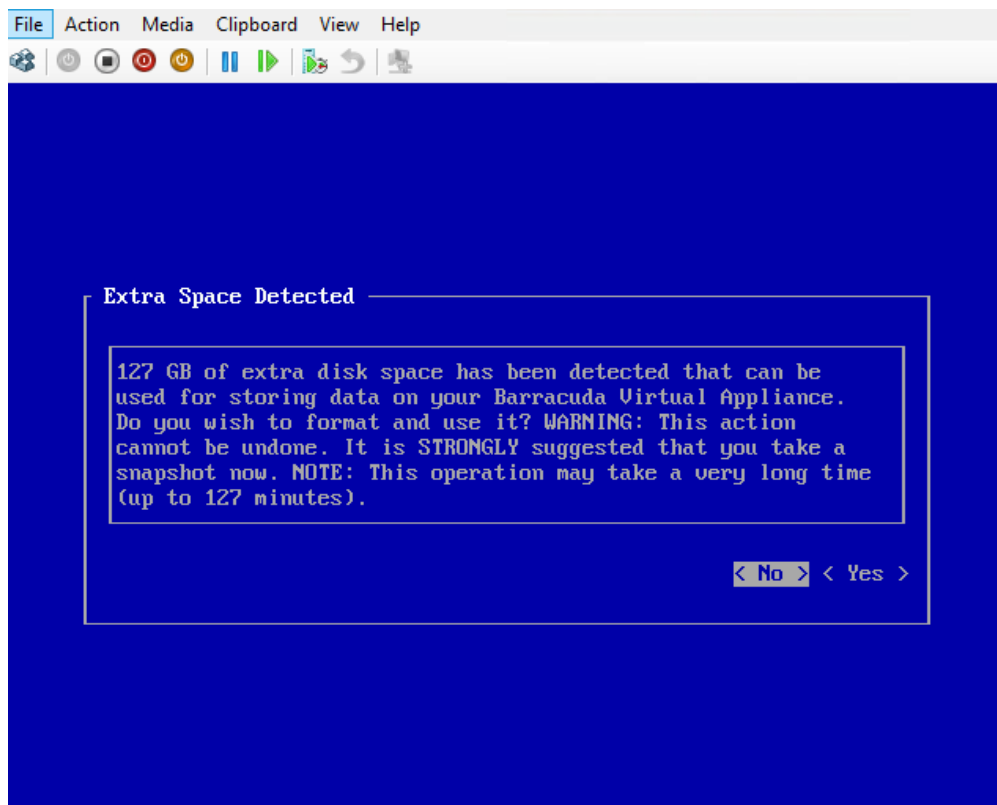 File Action Media Clipboard View Help
Extra Space Detected
127 GB of extra disk space has been detected that can be
used for storing data on your Barracuda Virtual Appliance.
Do you wish to format and use it? WARNING: This action
cannot be undone. It is STRONGLY suggested that you take a
snapshot now. NOTE: This operation may take a very long time
(up to 127 minutes).
< No > < Yes >